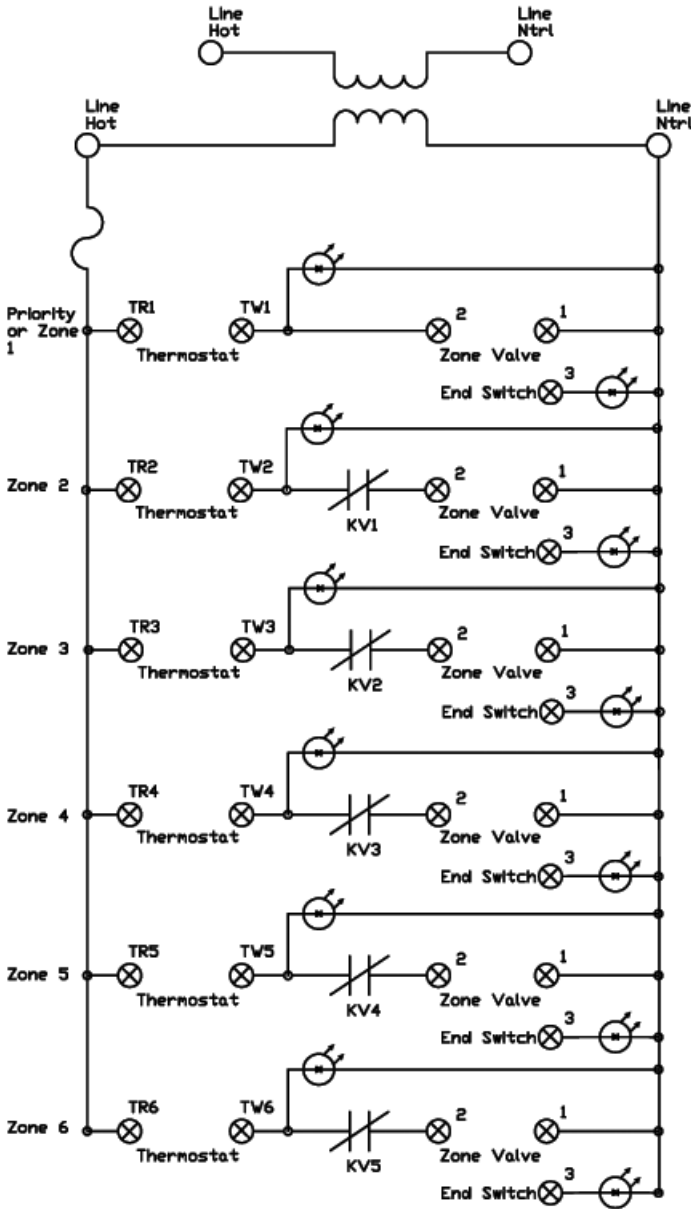 Line Hot
Line Ntrl
Line Hot
Line Ntrl
Priority or Zone 1
TR1
TW1
2
1
Thermostat
Zone Valve
End Switch
3
Zone 2
TR2
TW2
2
1
Thermostat
KV1
Zone Valve
End Switch
3
Zone 3
TR3
TW3
2
1
Thermostat
KV2
Zone Valve
End Switch
3
Zone 4
TR4
TW4
2
1
Thermostat
KV3
Zone Valve
End Switch
3
Zone 5
TR5
TW5
2
1
Thermostat
KV4
Zone Valve
End Switch
3
Zone 6
TR6
TW6
2
1
Thermostat
KV5
Zone Valve
End Switch
3